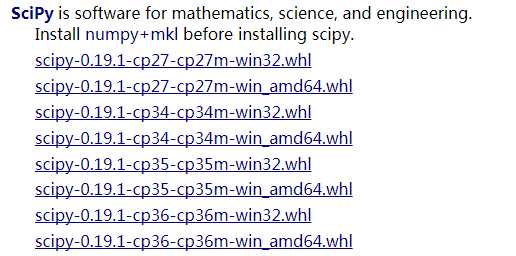 SciPy is software for mathematics, science, and engineering.
Install numpy+mkl before installing scipy.
scipy-0.19.1-cp27-cp27m-win32.whl
scipy-0.19.1-cp27-cp27m-win_amd64.whl
scipy-0.19.1-cp34-cp34m-win32.whl
scipy-0.19.1-cp34-cp34m-win_amd64.whl
scipy-0.19.1-cp35-cp35m-win32.whl
scipy-0.19.1-cp35-cp35m-win_amd64.whl
scipy-0.19.1-cp36-cp36m-win32.whl
scipy-0.19.1-cp36-cp36m-win_amd64.whl